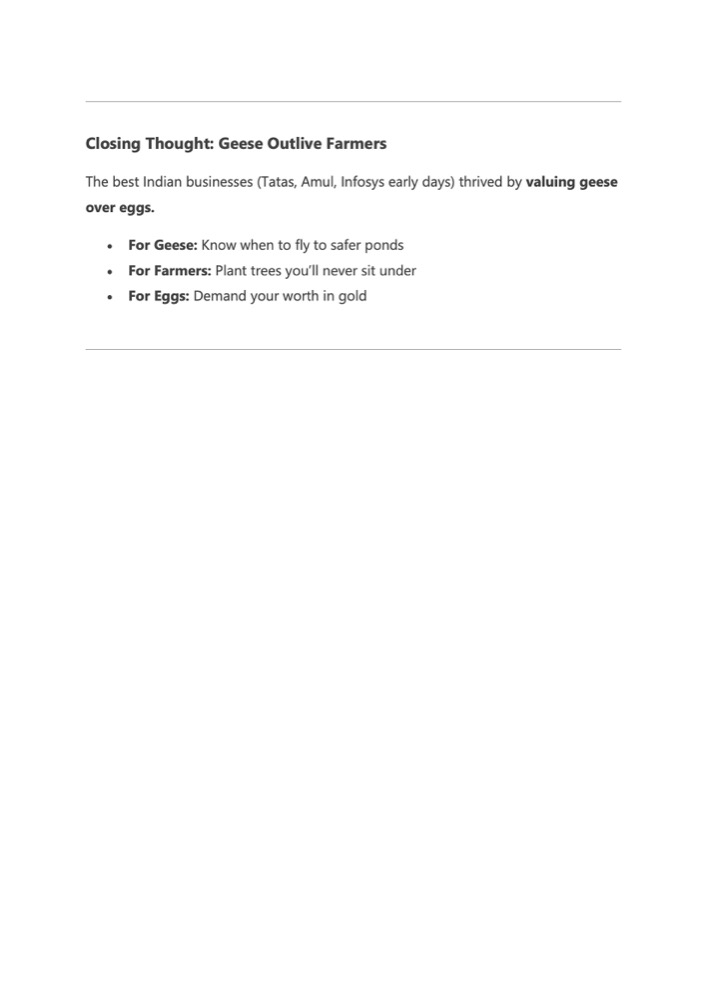 Closing Thought: Geese Outlive Farmers
The best Indian businesses (Tatas, Amul, Infosys early days) thrived by valuing geese
over eggs.
• For Geese: Know when to fly to safer ponds
• For Farmers: Plant trees you'll never sit under
• For Eggs: Demand your worth in gold